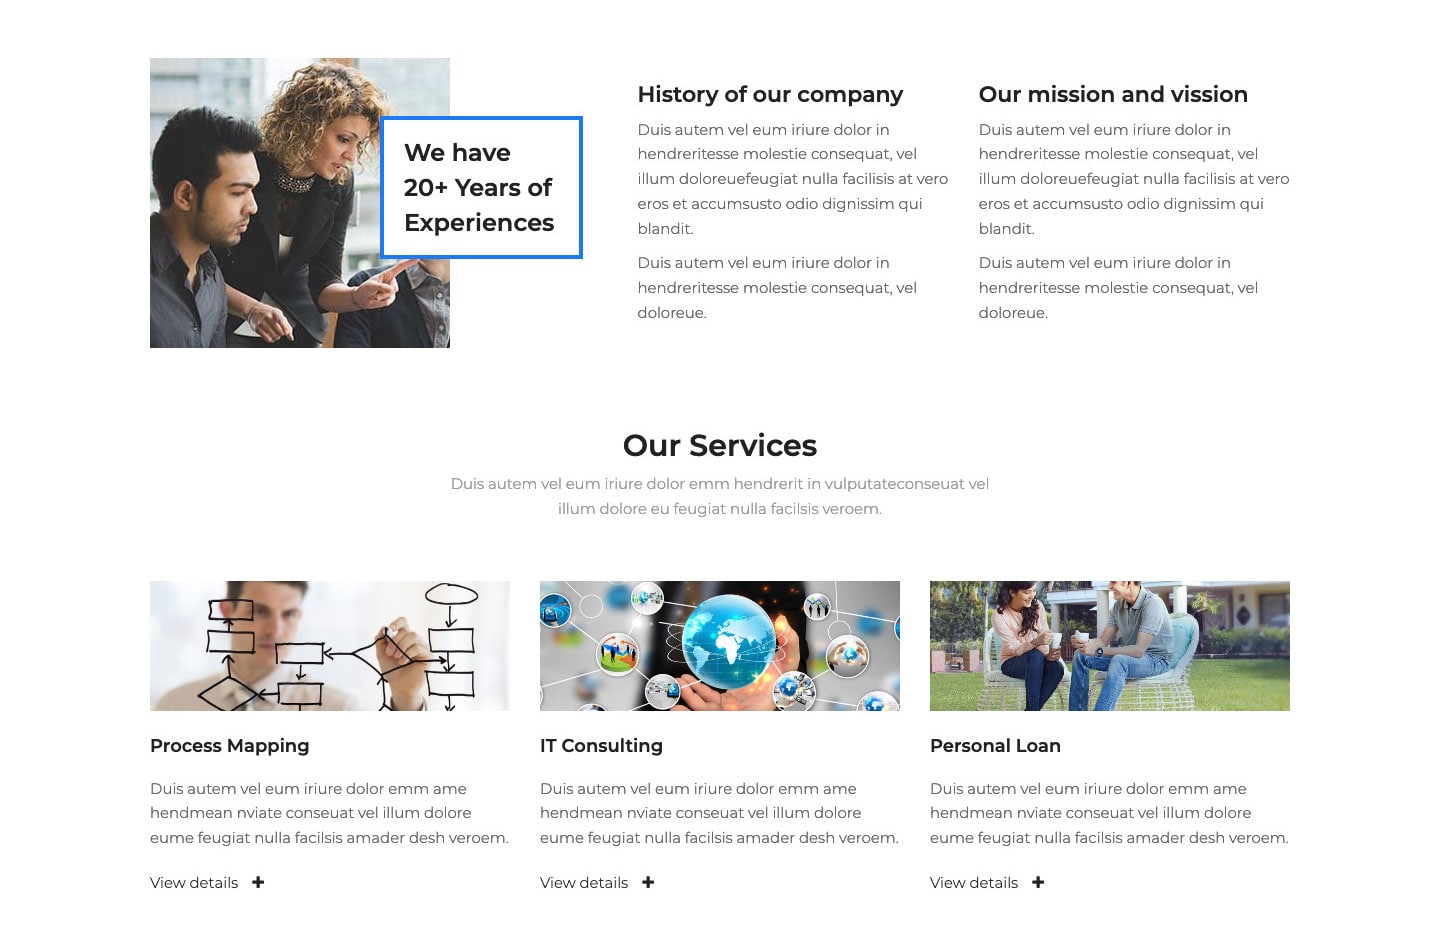 We have
20+ Years of
Experiences
History of our company
Duis autem vel eum iriure dolor in
hendreritesse molestie consequat, vel
illum doloreuefeugiat nulla facilisis at vero
eros et accumsusto odio dignissim qui
blandit.
Duis autem vel eum iriure dolor in
hendreritesse molestie consequat, vel
doloreue.
Our mission and vission
Duis autem vel eum iriure dolor in
hendreritesse molestie consequat, vel
illum doloreuefeugiat nulla facilisis at vero
eros et accumsusto odio dignissim qui
blandit.
Duis autem vel eum iriure dolor in
hendreritesse molestie consequat, vel
doloreue.
Our Services
Duis autem vel eum iriure dolor emm hendrerit in vulputateconseuat vel
illum dolore eu feugiat nulla facilsis veroem.
Process Mapping
Duis autem vel eum iriure dolor emm ame
hendmean nviate conseuat vel illum dolore
eume feugiat nulla facilsis amader desh veroem.
View details +
IT Consulting
Duis autem vel eum iriure dolor emm ame
hendmean nviate conseuat vel illum dolore
eume feugiat nulla facilsis amader desh veroem.
View details +
Personal Loan
Duis autem vel eum iriure dolor emm ame
hendmean nviate conseuat vel illum dolore
eume feugiat nulla facilsis amader desh veroem.
View details +